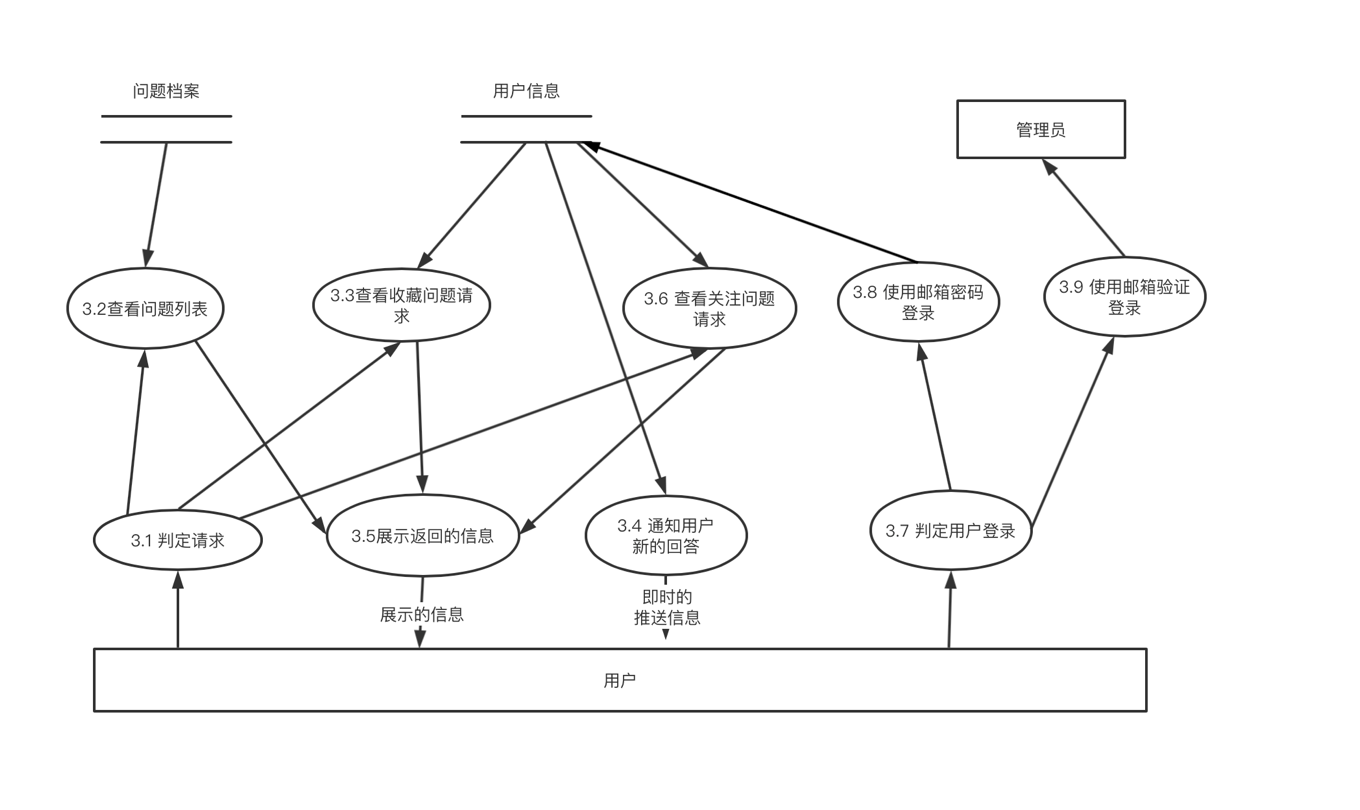 问题档案
用户信息
管理员
3.2查看问题列表
3.3查看收藏问题请
求
3.6 查看关注问题
请求
3.8 使用邮箱密码
登录
3.9 使用邮箱验证
登录
3.1 判定请求
3.5展示返回的信息
3.4 通知用户
新的回答
3.7 判定用户登录
展示的信息
即时的
推送信息
用户